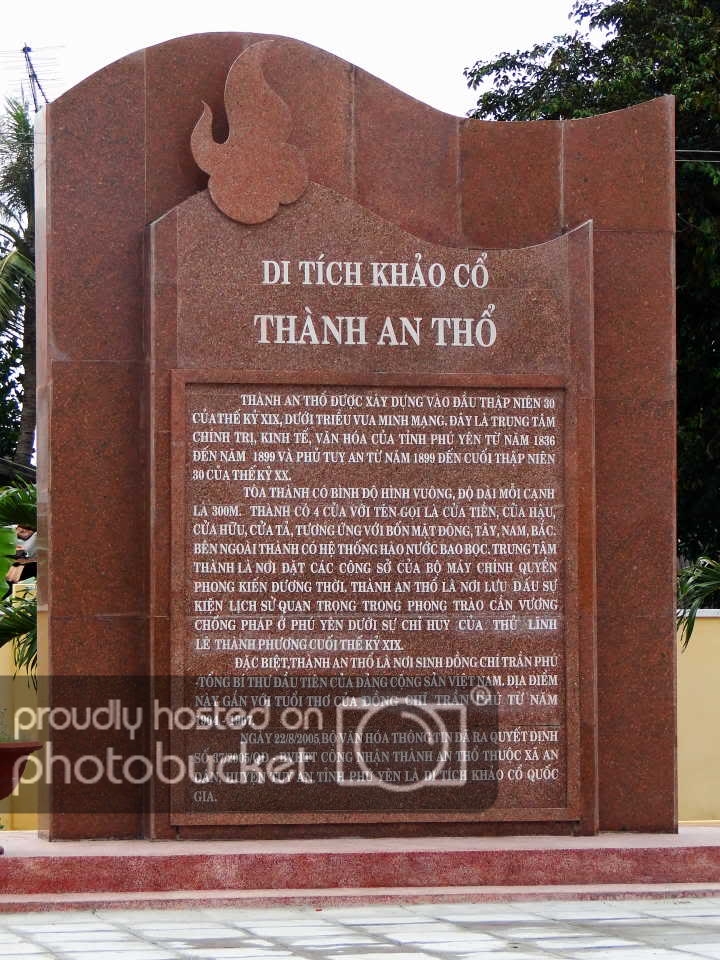 DI TÍCH KHẢO CỔ
THÀNH AN THỔ
THÀNH AN THỔ ĐƯỢC XÂY DỰNG VÀO ĐẦU THẬP NIÊN 30
CỦA THẾ KỶ XIX, DƯỚI TRIỀU VUA MINH MẠNG. ĐÂY LÀ TRUNG TÂM
CHÍNH TRỊ, KINH TẾ, VĂN HÓA CỦA TỈNH PHÚ YÊN TỪ NĂM 1836
ĐẾN NĂM 1899 VÀ PHỦ TUY AN TỪ NĂM 1899 ĐẾN CUỐI THẬP NIÊN
30 CỦA THẾ KỶ XX.
TÒA THÀNH CÓ BÌNH ĐỒ HÌNH VUÔNG, ĐỘ DÀI MỖI CẠNH
LÀ 300M. THÀNH CÓ 4 CỬA VỚI TÊN GỌI LÀ CỬA TIỀN, CỬA HẬU,
CỬA HỮU, CỬA TẢ, TƯƠNG ỨNG VỚI BỐN MẶT ĐÔNG, TÂY, NAM, BẮC.
BÊN NGOÀI THÀNH CÓ HỆ THỐNG HÀO NƯỚC BAO BỌC. TRUNG TÂM
THÀNH LÀ NƠI ĐẶT CÁC CÔNG SỞ CỦA BỘ MÁY CHÍNH QUYỀN
PHONG KIẾN ĐƯƠNG THỜI. THÀNH AN THỔ LÀ NƠI LƯU DẤU SỰ
KIỆN LỊCH SỬ QUAN TRỌNG TRONG PHONG TRÀO CẦN VƯƠNG
CHỐNG PHÁP Ở PHÚ YÊN DƯỚI SỰ CHỈ HUY CỦA THỦ LĨNH
LÊ THÀNH PHƯƠNG CUỐI THẾ KỶ XIX.
ĐẶC BIỆT, THÀNH AN THỔ LÀ NƠI SINH ĐỒNG CHÍ TRẦN PHÚ
-TỔNG BÍ THƯ ĐẦU TIÊN CỦA ĐẢNG CỘNG SẢN VIỆT NAM. ĐỊA ĐIỂM
NÀY GẮN VỚI TUỔI THƠ CỦA ĐỒNG CHÍ TRẦN PHÚ TỪ NĂM
1904 - 1907.
NGÀY 22/8/2005, BỘ VĂN HÓA THÔNG TIN ĐÃ RA QUYẾT ĐỊNH
SỐ 37/2005/QĐ - BVHTT CÔNG NHẬN THÀNH AN THỔ THUỘC XÃ AN
DÂN, HUYỆN TUY AN TỈNH PHÚ YÊN LÀ DI TÍCH KHẢO CỔ QUỐC
GIA.
proudly hosted on
photobucket